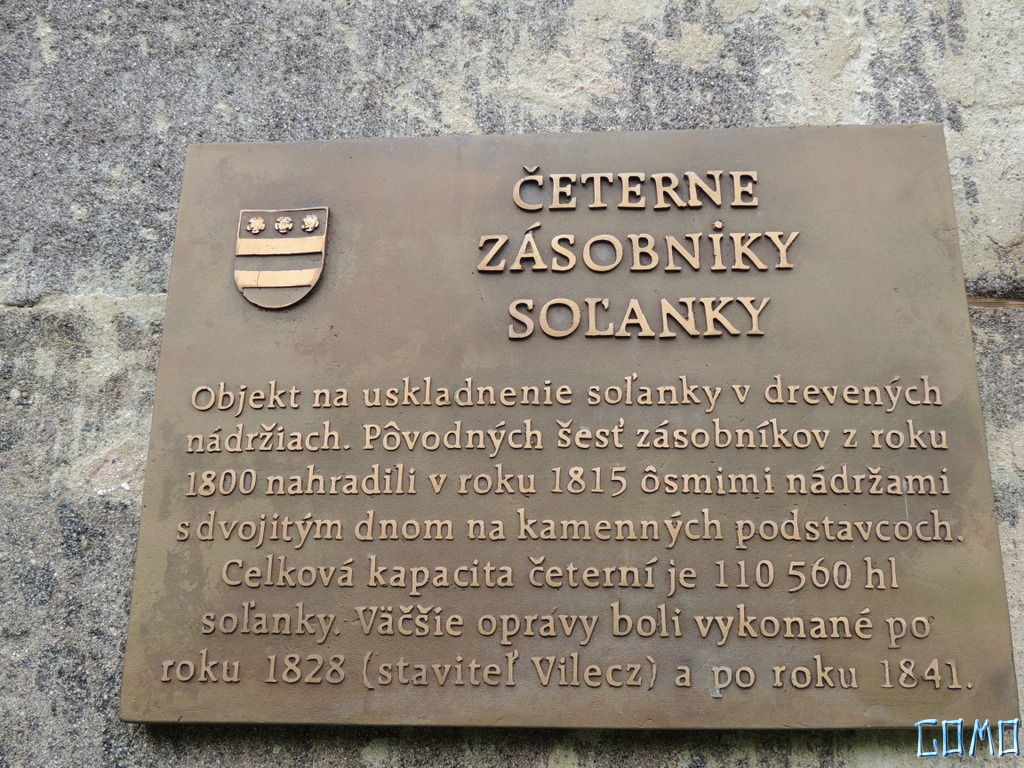 ČETERNE
ZÁSOBNÍKY
SOĽANKY
Objekt na uskladnenie soľanky v drevených
nádržiach. Pôvodných šesť zásobníkov z roku
1800 nahradili v roku 1815 ôsmimi nádržami
s dvojitým dnom na kamenných podstavcoch.
Celková kapacita četerní je 110 560 hl
soľanky. Väčšie opravy boli vykonané po
roku 1828 (staviteľ Vilecz) a po roku 1841.
COMO